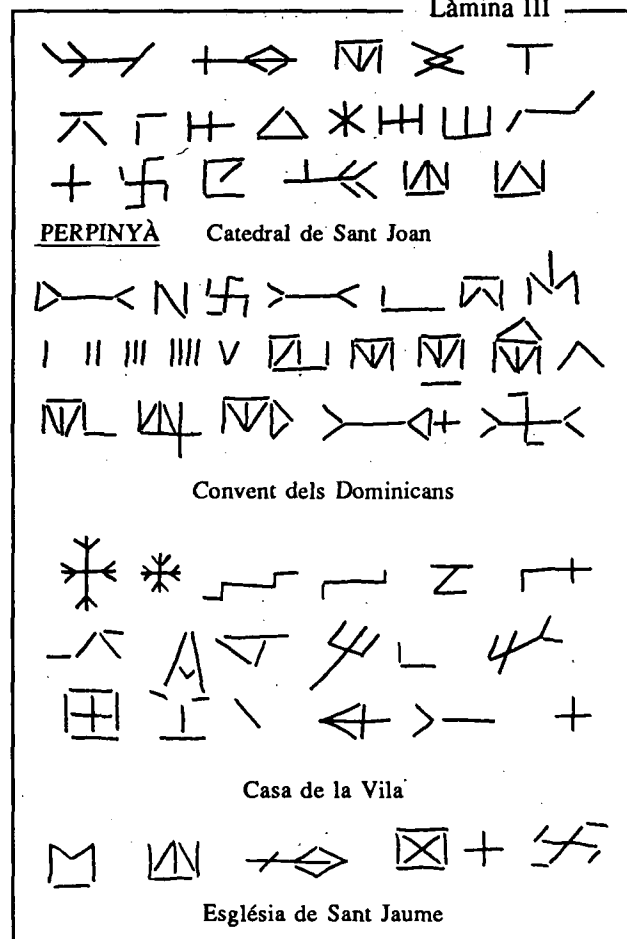 Làmina III
PERPINYÀ Catedral de Sant Joan
Convent dels Dominicans
Casa de la Vila
Església de Sant Jaume